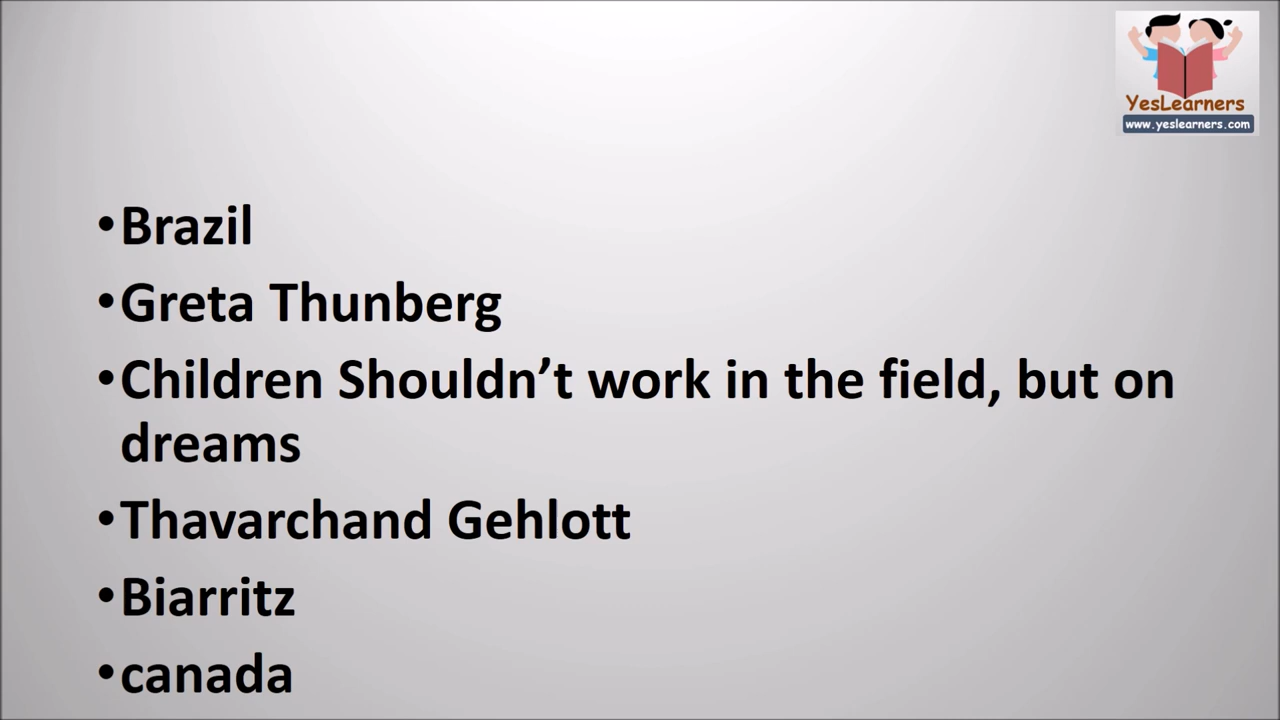 YesLearners
www.yeslearners.com
•Brazil
•Greta Thunberg
•Children Shouldn’t work in the field, but on
dreams
•Thavarchand Gehlott
•Biarritz
•canada